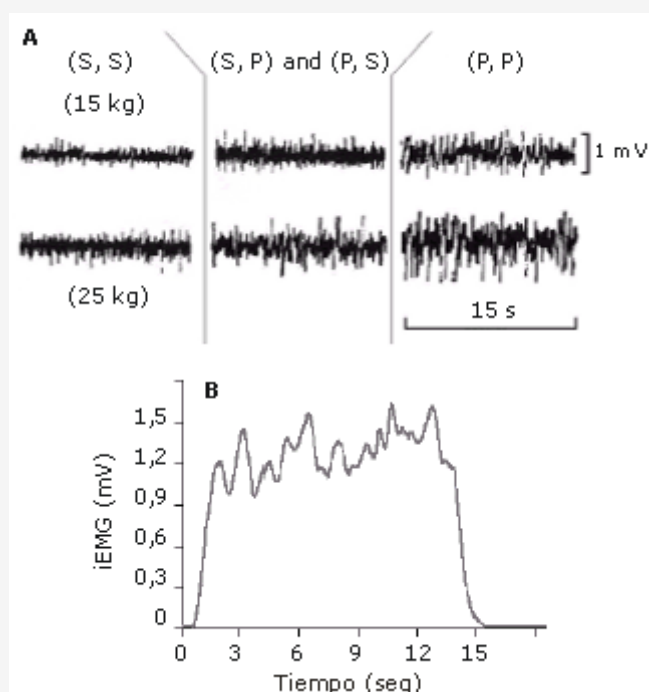 A
(S, S) (S, P) and (P, S) (P, P)
(15 kg)
1 mV
(25 kg)
15 s
B
1,5
1,2
0,9
0,6
0,3
0
iEMG (mV)
0 3 6 9 12 15
Tiempo (seg)